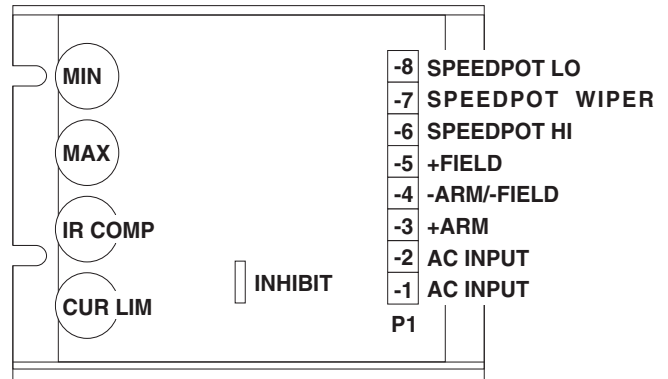 MIN
MAX
IR COMP
CUR LIM
INHIBIT
-8 SPEEDPOT LO
-7 SPEEDPOT WIPER
-6 SPEEDPOT HI
-5 +FIELD
-4 -ARM/-FIELD
-3 +ARM
-2 AC INPUT
-1 AC INPUT
P1